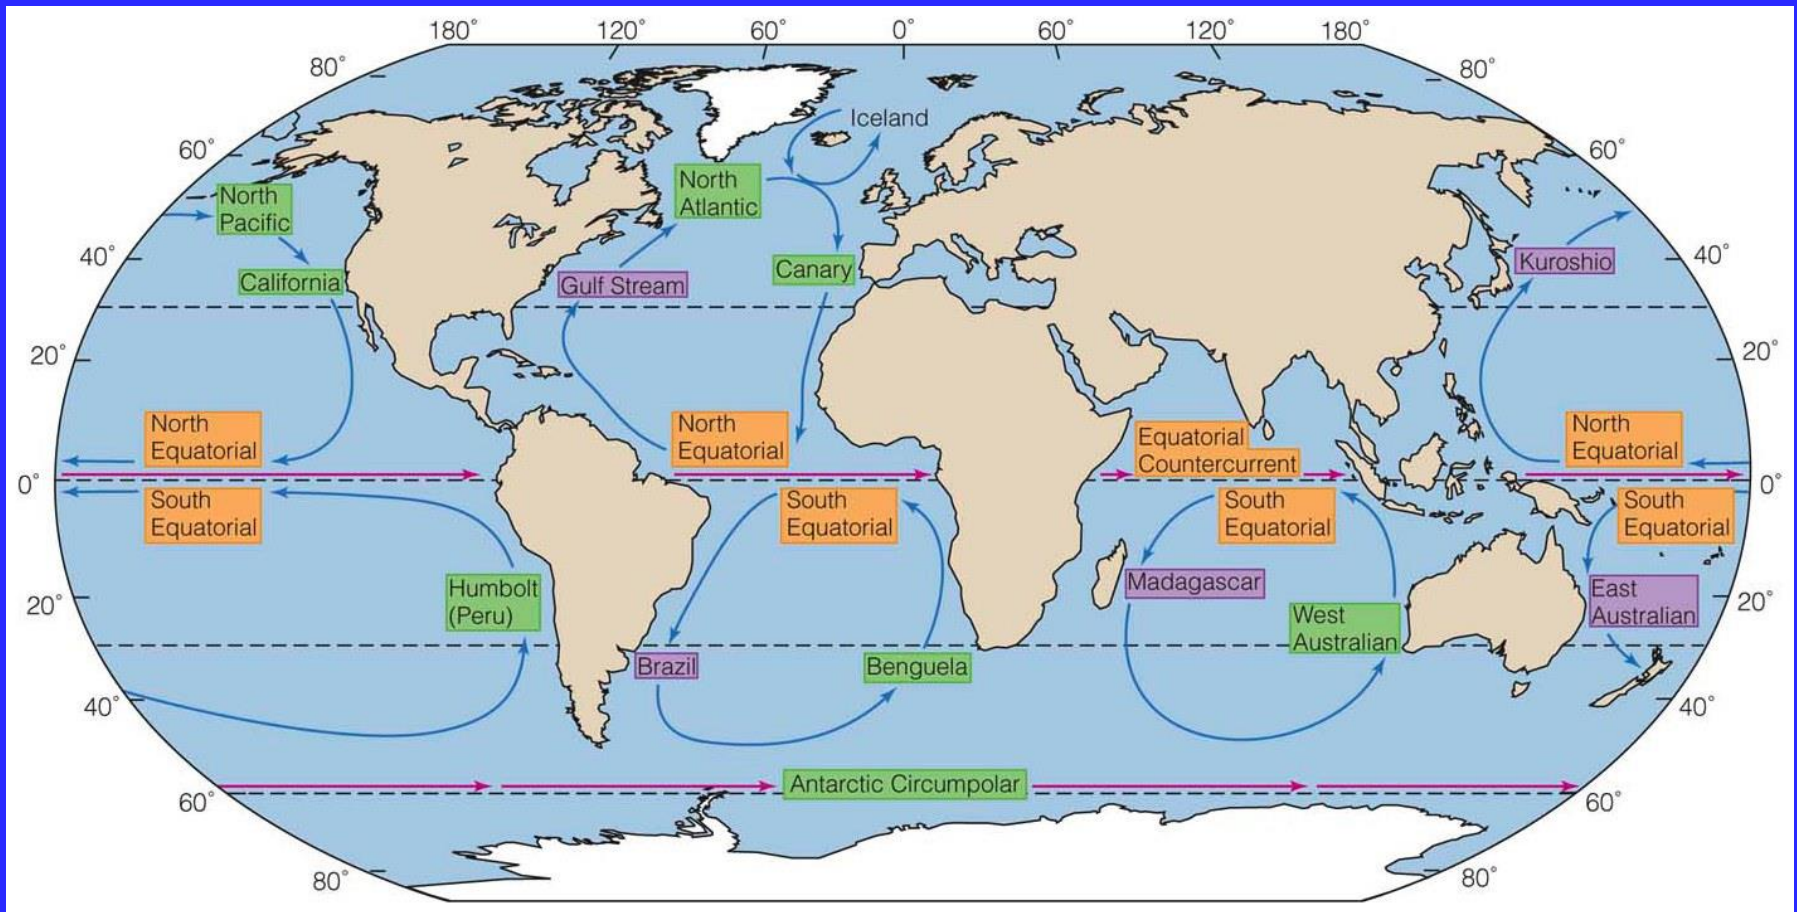 180° 120° 60° 0° 60° 120° 180°
80° 80°
Iceland
60° 60°
North
Pacific
North
Atlantic
40° 40°
California
Gulf Stream
Canary
Kuroshio
20° 20°
North
Equatorial
North
Equatorial
Equatorial
Countercurrent
North
Equatorial
0° 0°
South
Equatorial
South
Equatorial
South
Equatorial
South
Equatorial
Humbolt
(Peru)
Madagascar
East
Australian
20° 20°
West
Australian
Brazil
Benguela
40° 40°
Antarctic Circumpolar
60° 60°
80° 80°